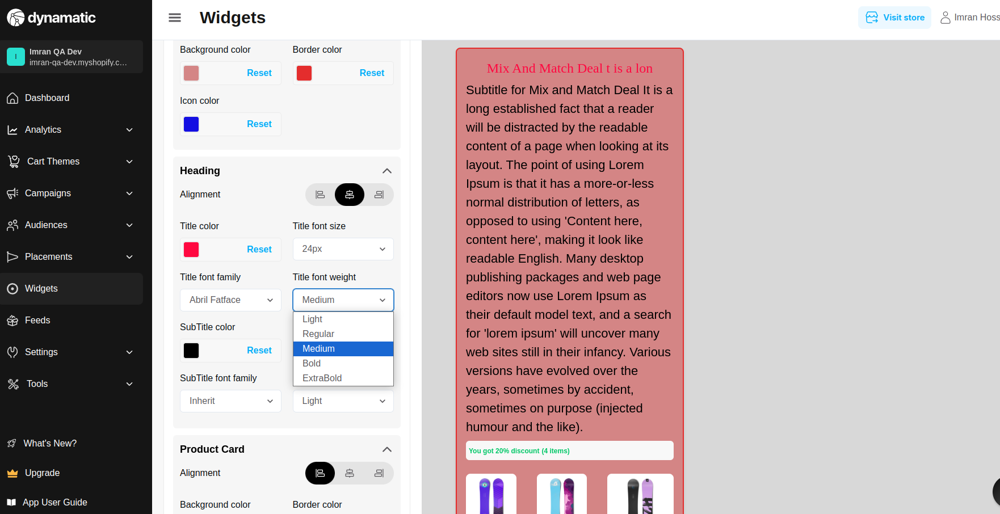 dynamatic
Widgets
Visit store
Imran Hoss
I
Imran QA Dev
imran-qa-dev.myshopify.c...
Dashboard
Analytics
Cart Themes
Campaigns
Audiences
Placements
Widgets
Feeds
Settings
Tools
What's New?
Upgrade
App User Guide
Background color
Border color
Reset
Reset
Icon color
Reset
Heading
Alignment
Title color
Title font size
Reset
24px
Title font family
Title font weight
Abril Fatface
Medium
Light
Regular
Medium
Bold
ExtraBold
SubTitle color
Reset
SubTitle font family
Inherit
Light
Product Card
Alignment
Background color
Border color
Mix And Match Deal t is a lon
Subtitle for Mix and Match Deal It is a
long established fact that a reader
will be distracted by the readable
content of a page when looking at its
layout. The point of using Lorem
Ipsum is that it has a more-or-less
normal distribution of letters, as
opposed to using 'Content here,
content here', making it look like
readable English. Many desktop
publishing packages and web page
editors now use Lorem Ipsum as
their default model text, and a search
for 'lorem ipsum' will uncover many
web sites still in their infancy. Various
versions have evolved over the
years, sometimes by accident,
sometimes on purpose (injected
humour and the like).
You got 20% discount (4 items)